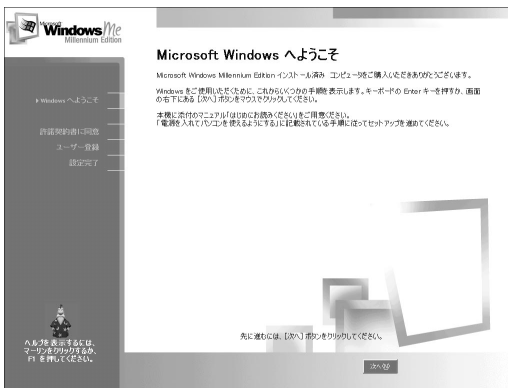 Microsoft
WindowsMe
Millennium Edition
Microsoft Windows へようこそ
Microsoft Windows Millennium Edition インストール済み コンピュータをご購入いただきありがとうございます。
Windows をご使用いただくために、これからいくつかの手順を表示します。キーボードの Enter キーを押すか、画面
の右下にある [次へ] ボタンをマウスでクリックしてください。
本機に添付のマニュアル『はじめにお読みください』をご用意ください。
「電源を入れてパソコンを使えるようにする」に記載されている手順に従ってセットアップを進めてください。
Windows へようこそ
許諾契約書に同意
ユーザー登録
設定完了
ヘルプを表示するには、
マーリンをクリックするか、
F1 を押してください。
先に進むには、[次へ] ボタンをクリックしてください。
次へ(N)